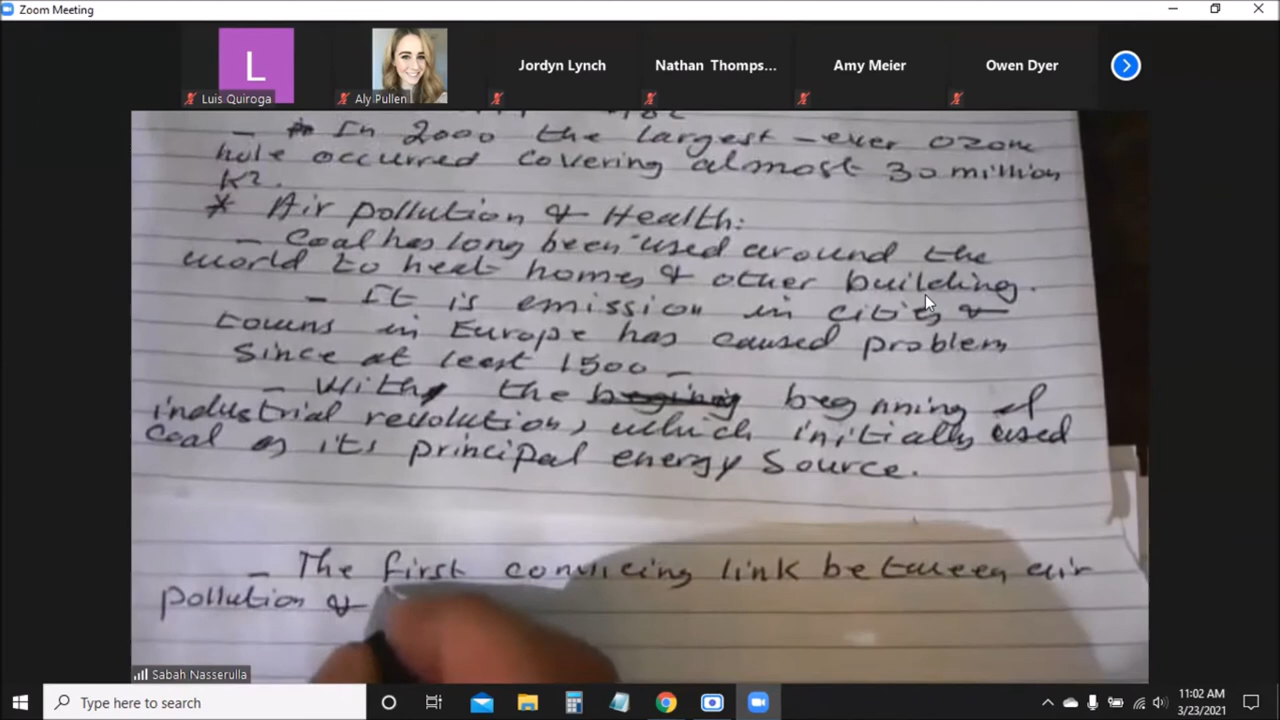 Zoom Meeting
L
Luis Quiroga
Aly Pullen
Jordyn Lynch
Nathan Thomps...
Amy Meier
Owen Dyer
- In 2000 the largest-ever ozone
hole occurred covering almost 30 million
K2.
* Air pollution & Health:
- Coal has long been used around the
world to heat homes & other building.
- It is emission in cities &
towns in Europe has caused problem
since at least 1500 -
- With the beginning of
industrial revolution, which initially used
coal as its principal energy source.
- The first convicing link between air
pollution &
Sabah Nasserulla
Type here to search
11:02 AM
3/23/2021